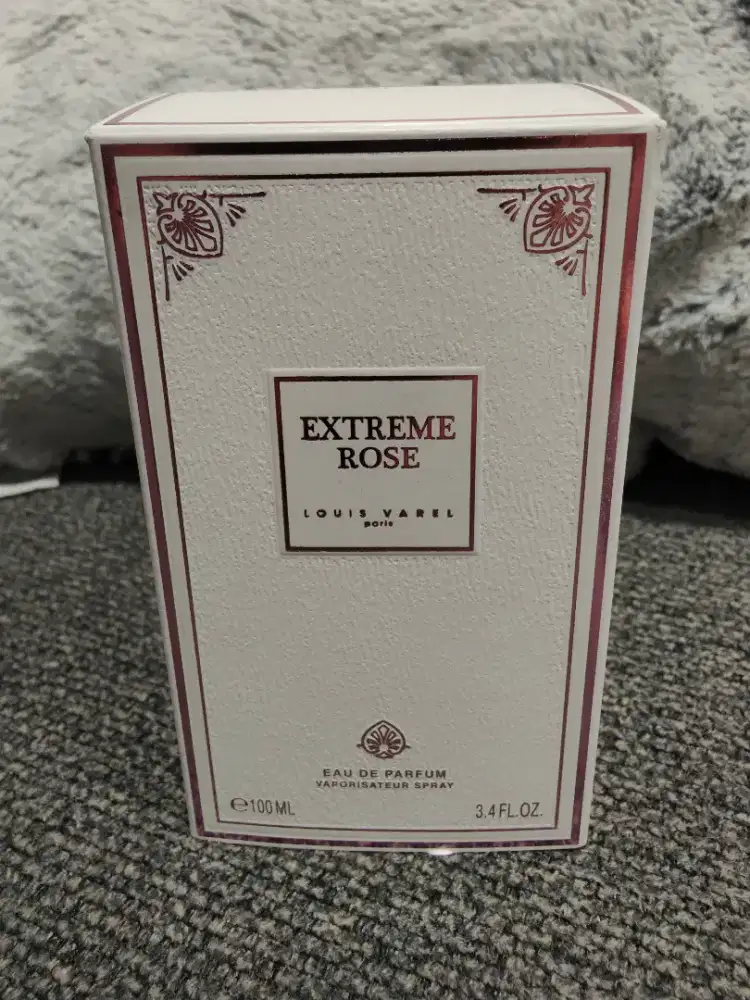 EXTREME
ROSE
LOUIS VAREL
paris
EAU DE PARFUM
VAPORISATEUR SPRAY
℮100 ML
3.4 FL.OZ.